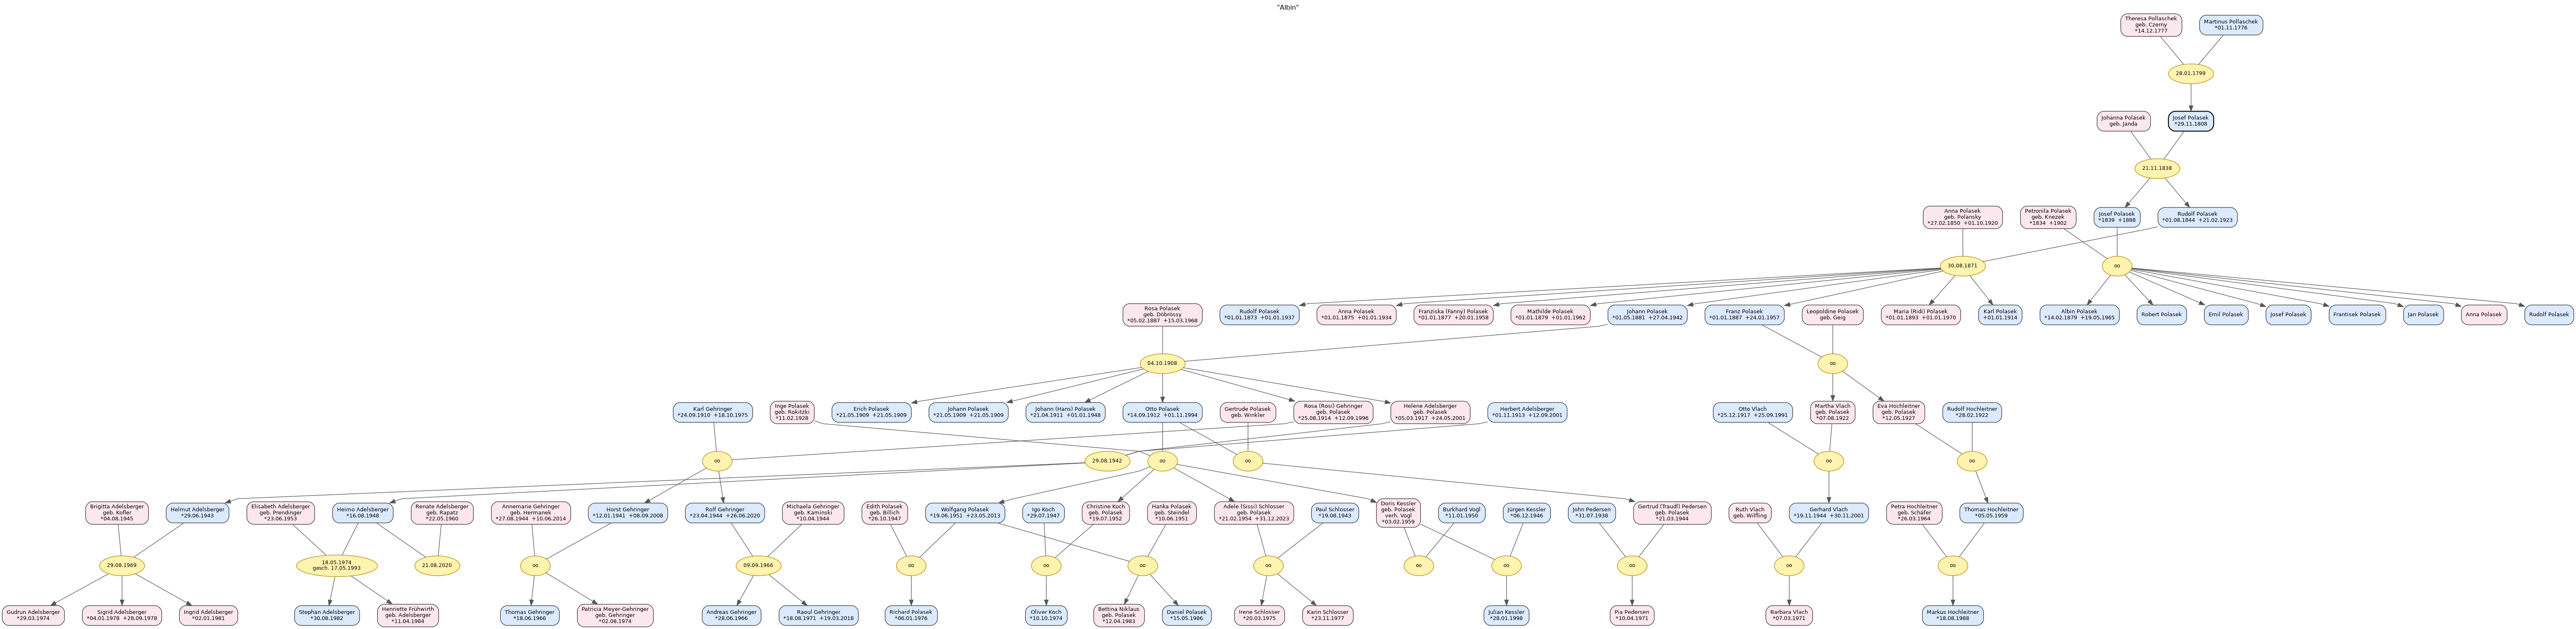 "Albin"
Theresa Pollaschek
geb. Czerny
*14.12.1777
Martinus Pollaschek
*01.11.1776
28.01.1799
Johanna Polasek
geb. Janda
Josef Polasek
*29.11.1808
21.11.1838
Anna Polasek
geb. Polansky
*27.02.1850 +01.10.1920
Petronila Polasek
geb. Knezek
*1834 +1902
Josef Polasek
*1839 +1888
Rudolf Polasek
*01.08.1844 +21.02.1923
30.08.1871
∞
Rosa Polasek
geb. Döbrössy
*05.02.1887 +15.03.1968
Rudolf Polasek
*01.01.1873 +01.01.1937
Anna Polasek
*01.01.1875 +01.01.1934
Franziska (Fanny) Polasek
*01.01.1877 +20.01.1958
Mathilde Polasek
*01.01.1879 +01.01.1962
Johann Polasek
*01.05.1881 +27.04.1942
Franz Polasek
*01.01.1887 +24.01.1957
Leopoldine Polasek
geb. Geig
Maria (Ridi) Polasek
*01.01.1893 +01.01.1970
Karl Polasek
+01.01.1914
Albin Polasek
*14.02.1879 +19.05.1965
Robert Polasek
Emil Polasek
Josef Polasek
Frantisek Polasek
Jan Polasek
Anna Polasek
Rudolf Polasek
04.10.1908
∞
Karl Gehringer
*24.09.1910 +18.10.1975
Inge Polasek
geb. Rokitzki
*11.02.1928
Erich Polasek
*21.05.1909 +21.05.1909
Johann Polasek
*21.05.1909 +21.05.1909
Johann (Hans) Polasek
*21.04.1911 +01.01.1948
Otto Polasek
*14.09.1912 +01.11.1994
Gertrude Polasek
geb. Winkler
Rosa (Rosi) Gehringer
geb. Polasek
*25.08.1914 +12.09.1996
Helene Adelsberger
geb. Polasek
*05.03.1917 +24.05.2001
Herbert Adelsberger
*01.11.1913 +12.09.2001
Otto Vlach
*25.12.1917 +25.09.1991
Martha Vlach
geb. Polasek
*07.08.1922
Eva Hochleitner
geb. Polasek
*12.05.1927
Rudolf Hochleitner
*28.02.1922
∞
29.08.1942
∞
∞
∞
∞
Brigitta Adelsberger
geb. Kofler
*04.08.1945
Helmut Adelsberger
*29.06.1943
Elisabeth Adelsberger
geb. Prendinger
*23.06.1953
Heimo Adelsberger
*16.08.1948
Renate Adelsberger
geb. Rapatz
*22.05.1960
Annemarie Gehringer
geb. Hermanek
*27.08.1944 +10.06.2014
Horst Gehringer
*12.01.1941 +08.09.2008
Rolf Gehringer
*23.04.1944 +26.06.2020
Michaela Gehringer
geb. Kaminski
*10.04.1944
Edith Polasek
geb. Billich
*26.10.1947
Wolfgang Polasek
*19.06.1951 +23.05.2013
Igo Koch
*29.07.1947
Christine Koch
geb. Polasek
*19.07.1952
Hanka Polasek
geb. Steindel
*10.06.1951
Adele (Sissi) Schlosser
geb. Polasek
*21.02.1954 +31.12.2023
Paul Schlosser
*19.08.1943
Doris Kessler
geb. Polasek
verh. Vogl
*03.02.1959
Burkhard Vogl
*11.01.1950
Jürgen Kessler
*06.12.1946
John Pedersen
*31.07.1938
Gertrud (Traudl) Pedersen
geb. Polasek
*21.03.1944
Ruth Vlach
geb. Wilfling
Gerhard Vlach
*19.11.1944 +30.11.2001
Petra Hochleitner
geb. Schäfer
*26.03.1964
Thomas Hochleitner
*05.05.1959
29.08.1969
18.05.1974
gesch. 17.05.1993
21.08.2020
∞
09.09.1966
∞
∞
∞
∞
∞
∞
∞
∞
∞
Gudrun Adelsberger
*29.03.1974
Sigrid Adelsberger
*04.01.1978 +28.09.1978
Ingrid Adelsberger
*02.01.1981
Stephan Adelsberger
*30.08.1982
Henriette Frühwirth
geb. Adelsberger
*11.04.1984
Thomas Gehringer
*18.06.1966
Patricia Meyer-Gehringer
geb. Gehringer
*02.08.1974
Andreas Gehringer
*28.06.1966
Raoul Gehringer
*18.08.1971 +19.03.2018
Richard Polasek
*06.01.1976
Oliver Koch
*10.10.1974
Bettina Niklaus
geb. Polasek
*12.04.1983
Daniel Polasek
*15.05.1986
Irene Schlosser
*20.03.1975
Karin Schlosser
*23.11.1977
Julian Kessler
*28.01.1998
Pia Pedersen
*10.04.1971
Barbara Vlach
*07.03.1971
Markus Hochleitner
*18.08.1988